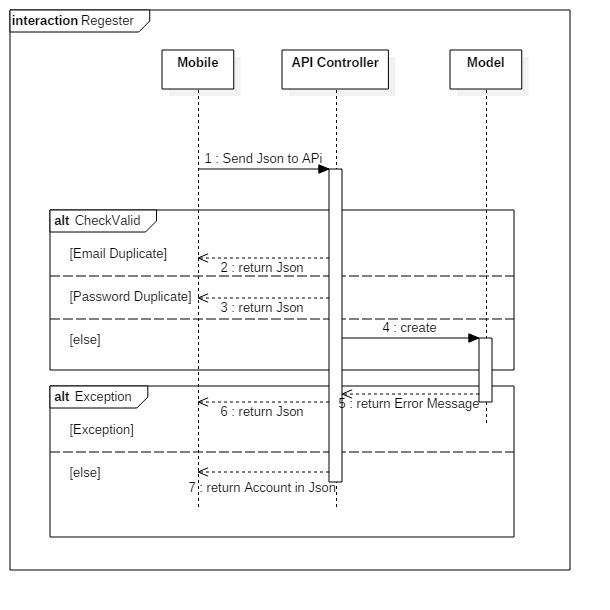 interaction Regester
Mobile
API Controller
Model
1 : Send Json to APi
alt CheckValid
[Email Duplicate]
2 : return Json
[Password Duplicate]
3 : return Json
4 : create
[else]
alt Exception
5 : return Error Message
6 : return Json
[Exception]
[else]
7 : return Account in Json